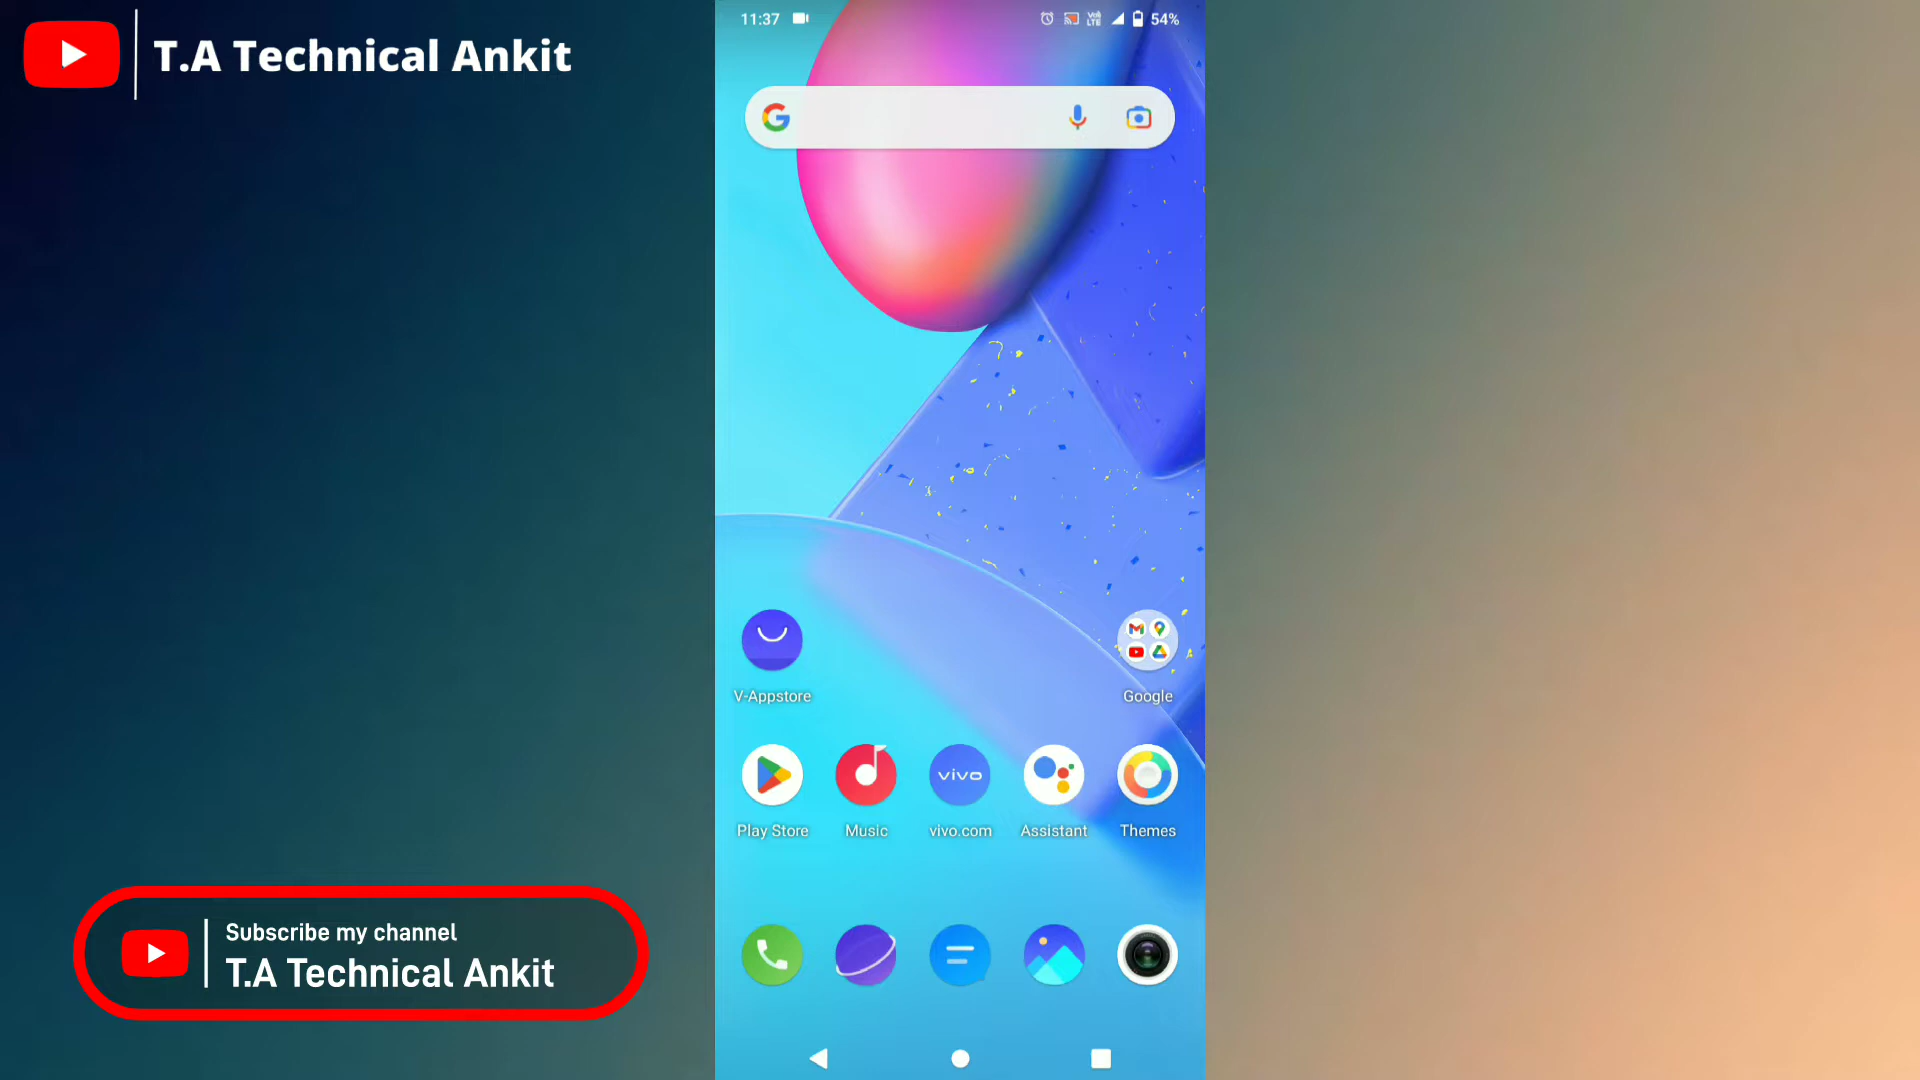 T.A Technical Ankit
11:37
VoLTE
54%
V-Appstore
Google
vivo
Play Store
Music
vivo.com
Assistant
Themes
Subscribe my channel
T.A Technical Ankit